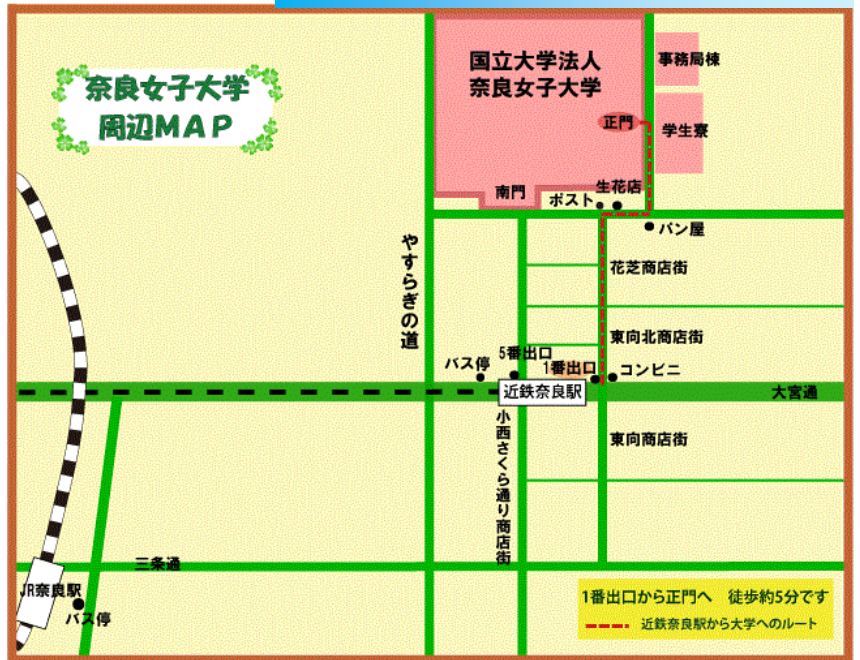 奈良女子大学
周辺MAP
国立大学法人
奈良女子大学
事務局棟
正門
学生寮
南門
生花店
ポスト
パン屋
やすらぎの道
花芝商店街
東向北商店街
5番出口
バス停
1番出口
コンビニ
近鉄奈良駅
大宮通
小西さくら通り商店街
東向商店街
三条通
JR奈良駅
バス停
1番出口から正門へ 徒歩約5分です
近鉄奈良駅から大学へのルート